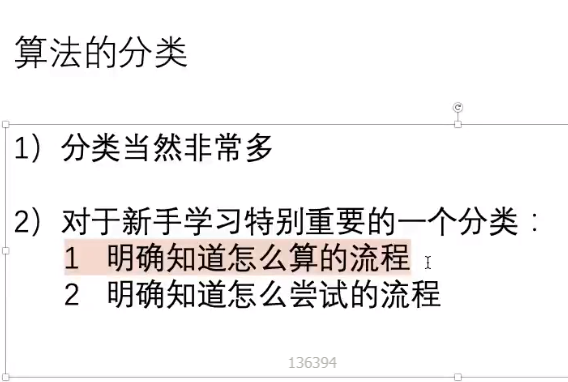 算法的分类
1）分类当然非常多
2）对于新手学习特别重要的一个分类：
1 明确知道怎么算的流程
2 明确知道怎么尝试的流程
136394